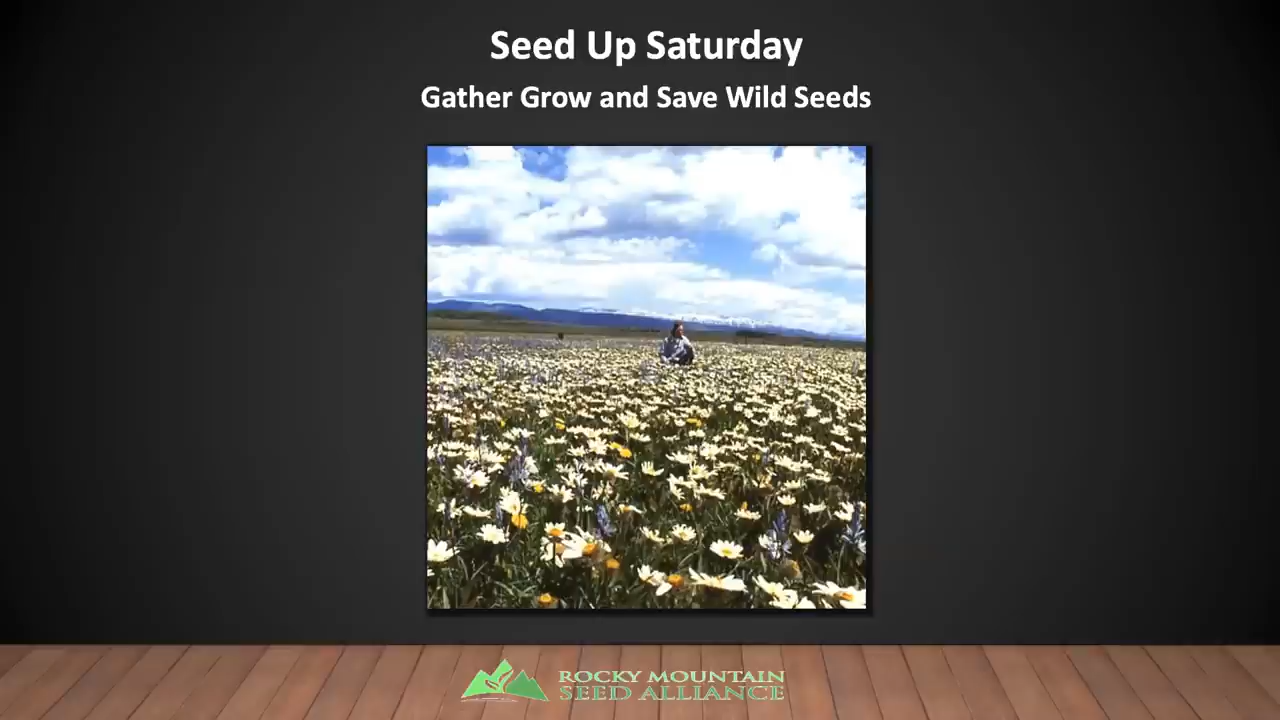 Seed Up Saturday
Gather Grow and Save Wild Seeds
ROCKY MOUNTAIN
SEED ALLIANCE